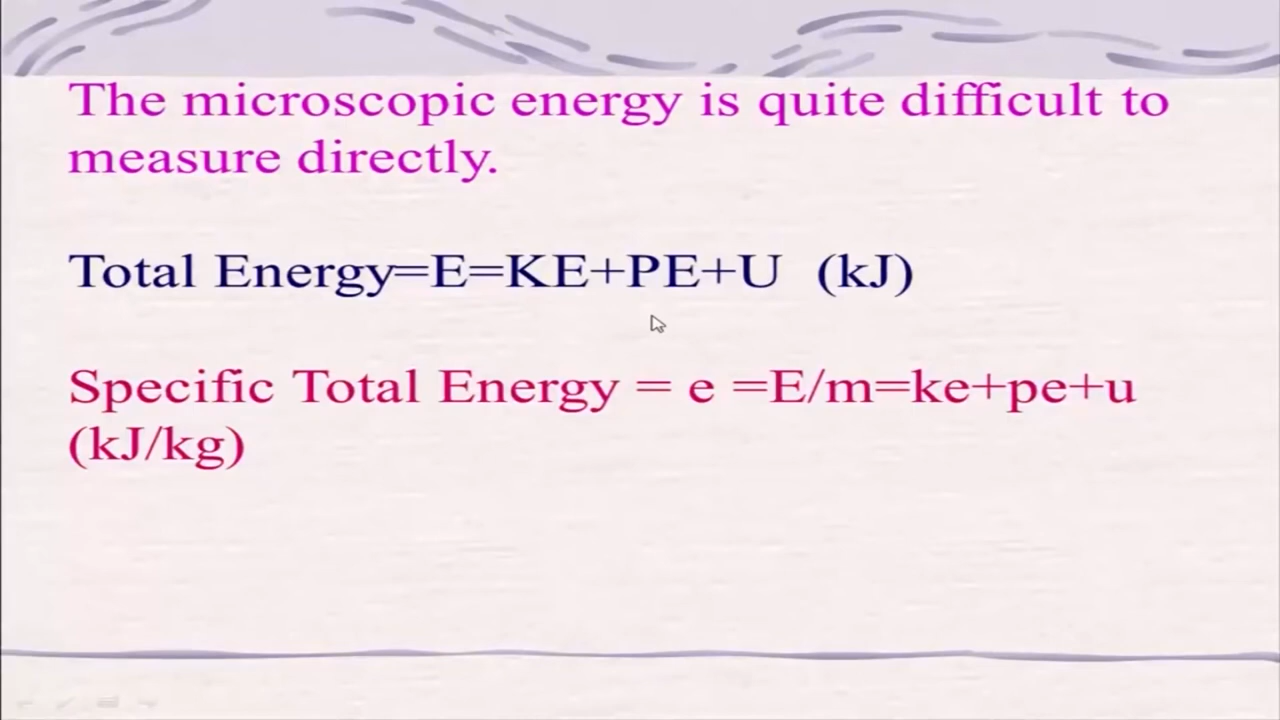 The microscopic energy is quite difficult to
measure directly.
Total Energy=E=KE+PE+U (kJ)
Specific Total Energy = e =E/m=ke+pe+u
(kJ/kg)